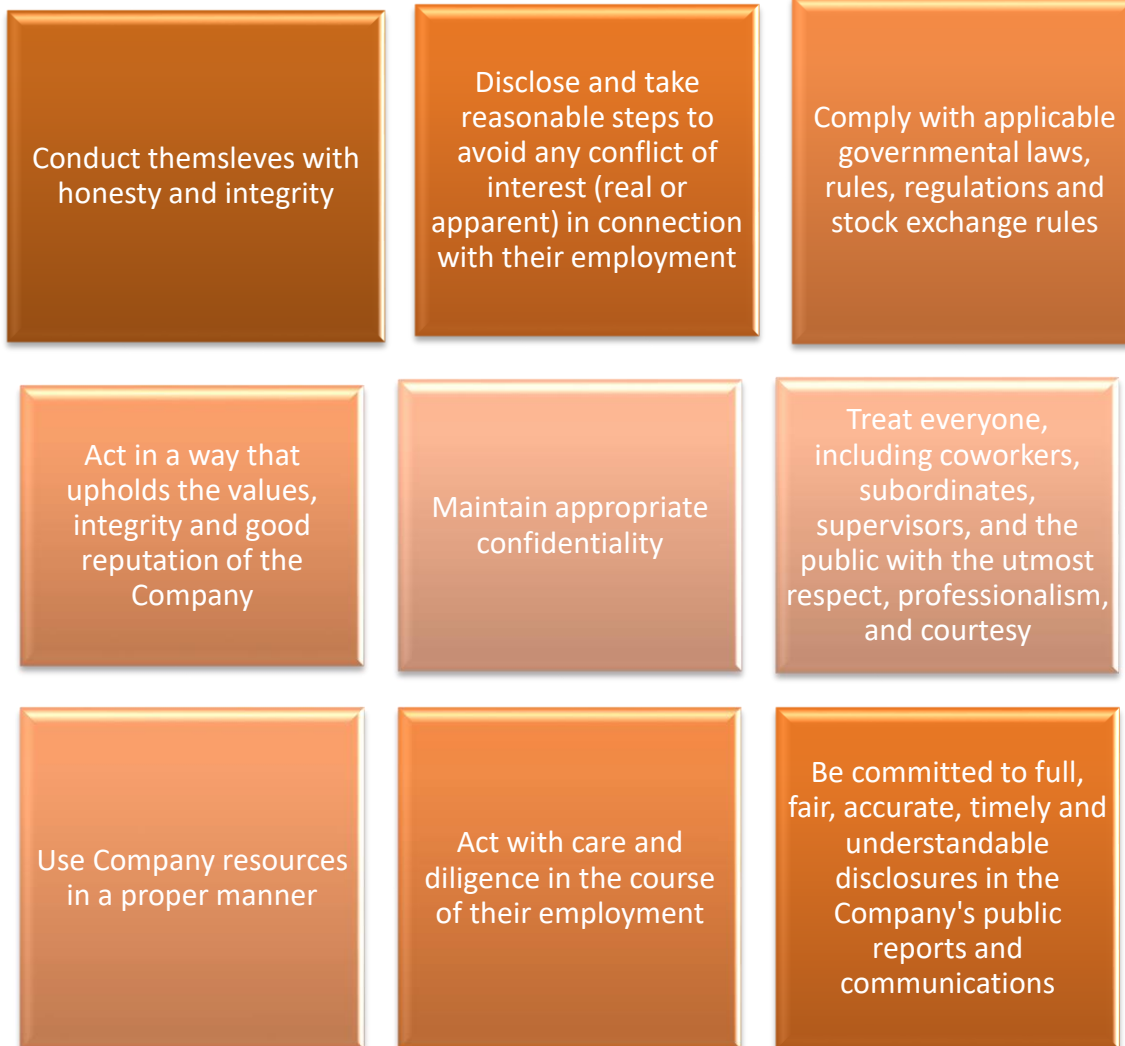 Conduct themsleves with
honesty and integrity
Disclose and take
reasonable steps to
avoid any conflict of
interest (real or
apparent) in connection
with their employment
Comply with applicable
governmental laws,
rules, regulations and
stock exchange rules
Act in a way that
upholds the values,
integrity and good
reputation of the
Company
Maintain appropriate
confidentiality
Treat everyone,
including coworkers,
subordinates,
supervisors, and the
public with the utmost
respect, professionalism,
and courtesy
Use Company resources
in a proper manner
Act with care and
diligence in the course
of their employment
Be committed to full,
fair, accurate, timely and
understandable
disclosures in the
Company's public
reports and
communications